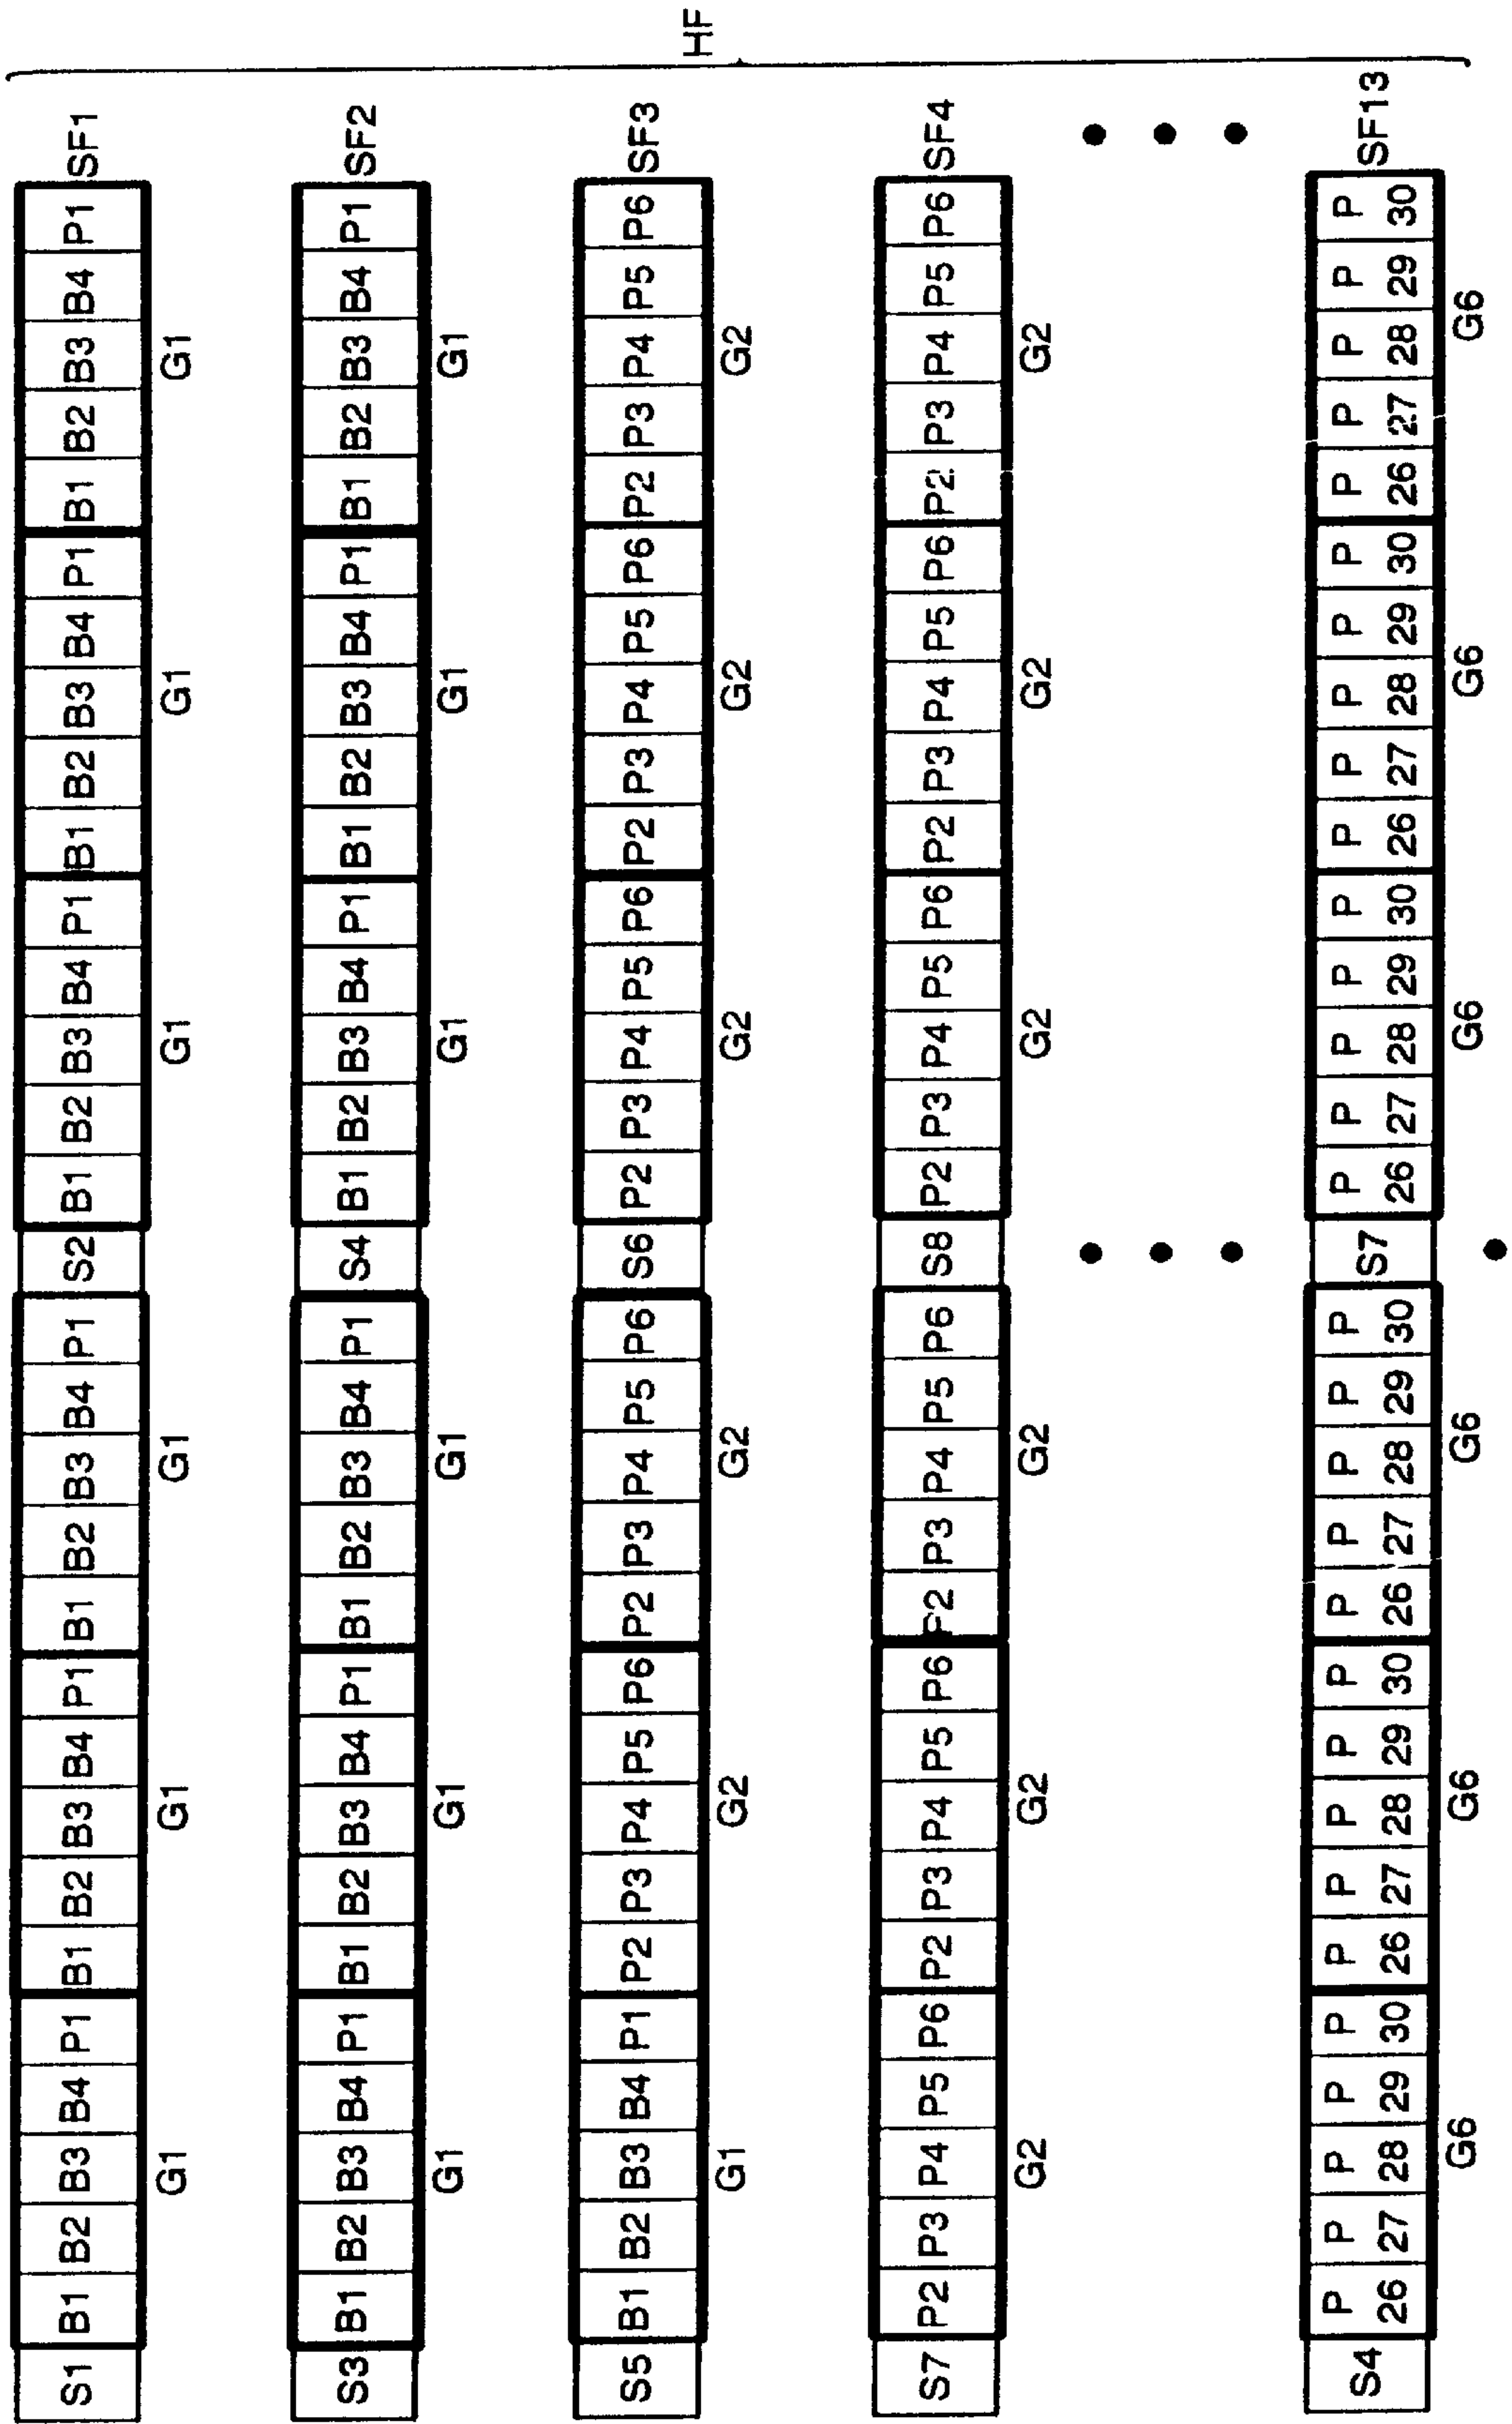 S1 B1 B2 B3 B4 P1 B1 B2 B3 B4 P1 B1 B2 B3 B4 P1 S2 B1 B2 B3 B4 P1 B1 B2 B3 B4 P1 B1 B2 B3 B4 P1 SF1
G1 G1 G1 G1 G1 G1
S3 B1 B2 B3 B4 P1 B1 B2 B3 B4 P1 B1 B2 B3 B4 P1 S4 B1 B2 B3 B4 P1 B1 B2 B3 B4 P1 B1 B2 B3 B4 P1 SF2
G1 G1 G1 G1 G1 G1
S5 B1 B2 B3 B4 P1 P2 P3 P4 P5 P6 P2 P3 P4 P5 P6 S6 P2 P3 P4 P5 P6 P2 P3 P4 P5 P6 P2 P3 P4 P5 P6 SF3
G1 G2 G2 G2 G2 G2
HF
S7 P2 P3 P4 P5 P6 P2 P3 P4 P5 P6 P2 P3 P4 P5 P6 S8 P2 P3 P4 P5 P6 P2 P3 P4 P5 P6 P2 P3 P4 P5 P6 SF4
G2 G2 G2 G2 G2 G2
S4 P P P P P P P P P P P P P P P S7 P P P P P P P P P P P P P P P SF13
26 27 28 29 30 26 27 28 29 30 26 27 28 29 30 26 27 28 29 30 26 27 28 29 30 26 27 28 29 30
G6 G6 G6 G6 G6 G6